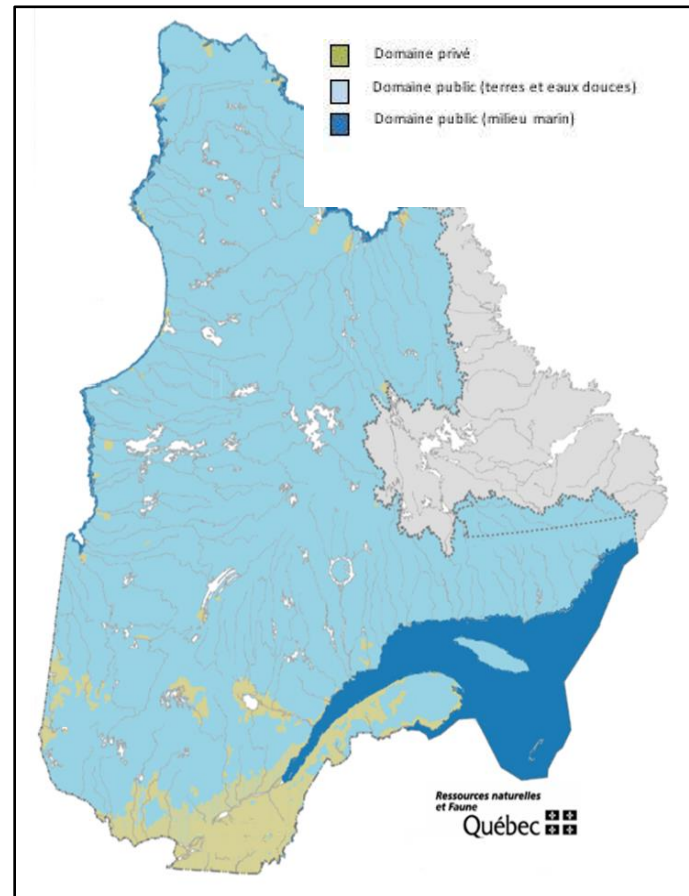 Domaine privé
Domaine public (terres et eaux douces)
Domaine public (milieu marin)
Ressources naturelles
et Faune
Québec